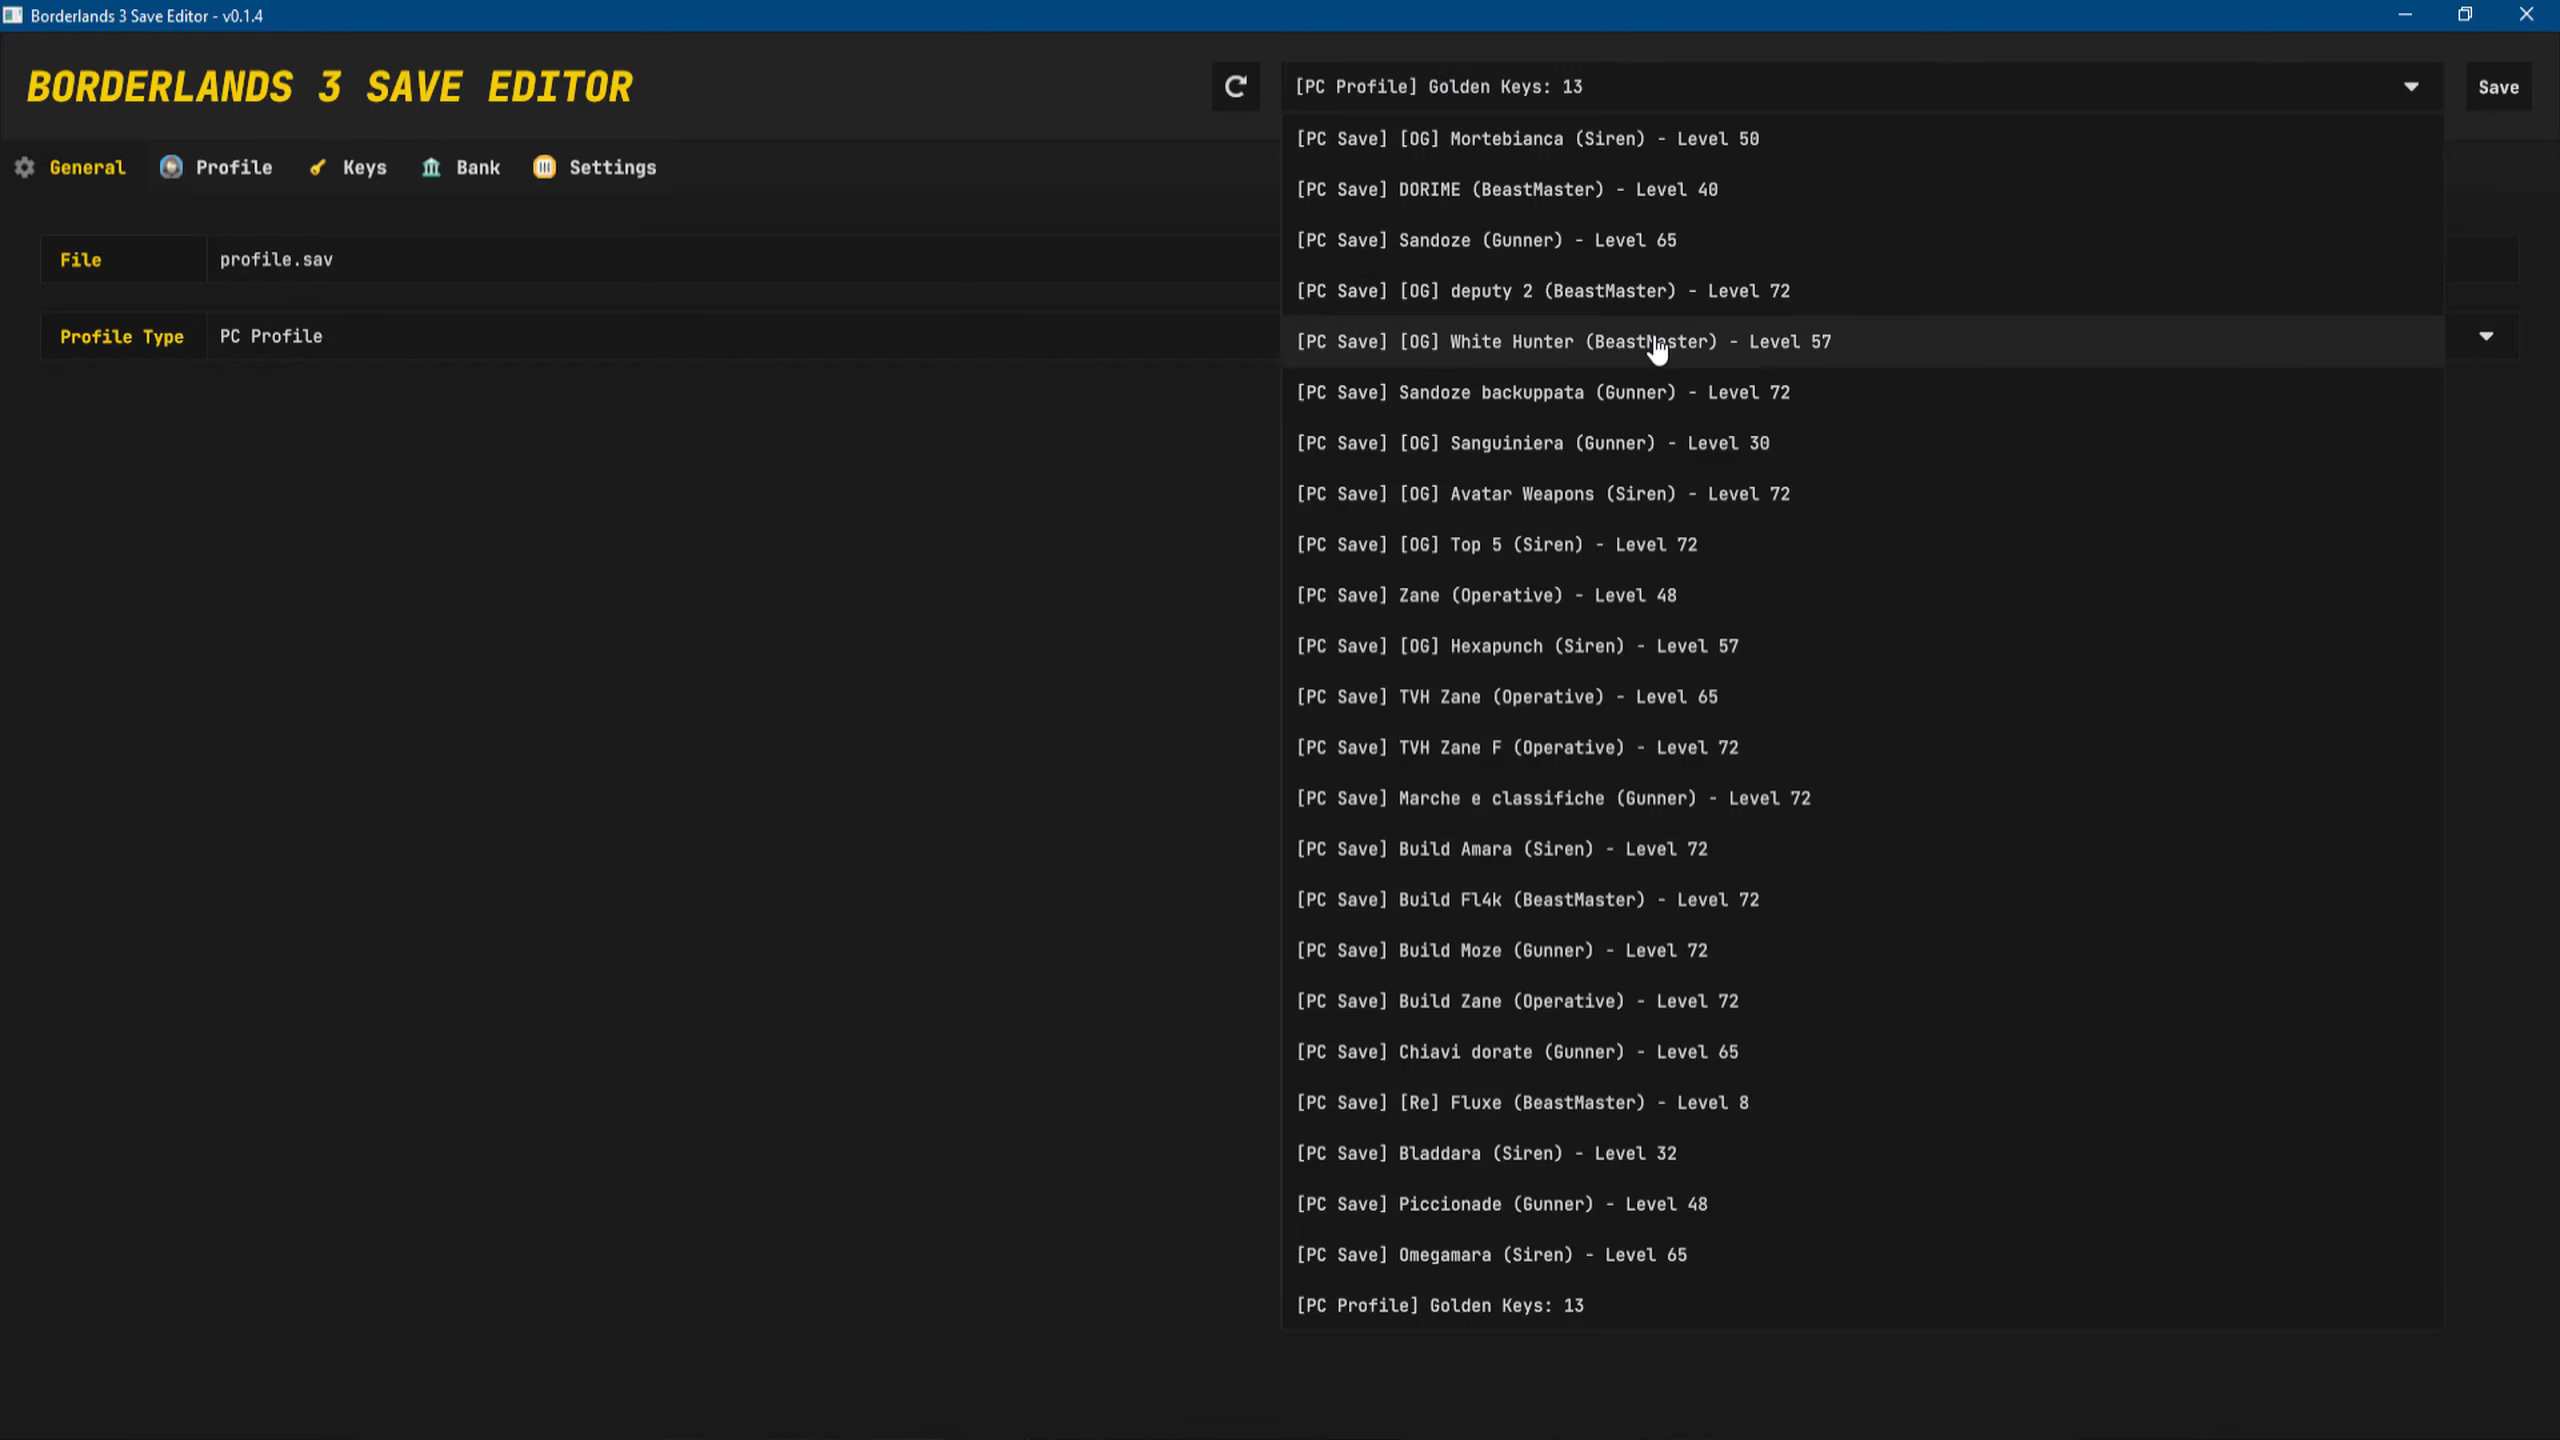 Borderlands 3 Save Editor - v0.1.4
BORDERLANDS 3 SAVE EDITOR
[PC Profile] Golden Keys: 13
Save
General Profile Keys Bank Settings
File profile.sav
Profile Type PC Profile
[PC Save] [OG] Mortebianca (Siren) - Level 50
[PC Save] DORIME (BeastMaster) - Level 40
[PC Save] Sandoze (Gunner) - Level 65
[PC Save] [OG] deputy 2 (BeastMaster) - Level 72
[PC Save] [OG] White Hunter (BeastMaster) - Level 57
[PC Save] Sandoze backuppata (Gunner) - Level 72
[PC Save] [OG] Sanguiniera (Gunner) - Level 30
[PC Save] [OG] Avatar Weapons (Siren) - Level 72
[PC Save] [OG] Top 5 (Siren) - Level 72
[PC Save] Zane (Operative) - Level 48
[PC Save] [OG] Hexapunch (Siren) - Level 57
[PC Save] TVH Zane (Operative) - Level 65
[PC Save] TVH Zane F (Operative) - Level 72
[PC Save] Marche e classifiche (Gunner) - Level 72
[PC Save] Build Amara (Siren) - Level 72
[PC Save] Build Fl4k (BeastMaster) - Level 72
[PC Save] Build Moze (Gunner) - Level 72
[PC Save] Build Zane (Operative) - Level 72
[PC Save] Chiavi dorate (Gunner) - Level 65
[PC Save] [Re] Fluxe (BeastMaster) - Level 8
[PC Save] Bladdara (Siren) - Level 32
[PC Save] Piccionade (Gunner) - Level 48
[PC Save] Omegamara (Siren) - Level 65
[PC Profile] Golden Keys: 13